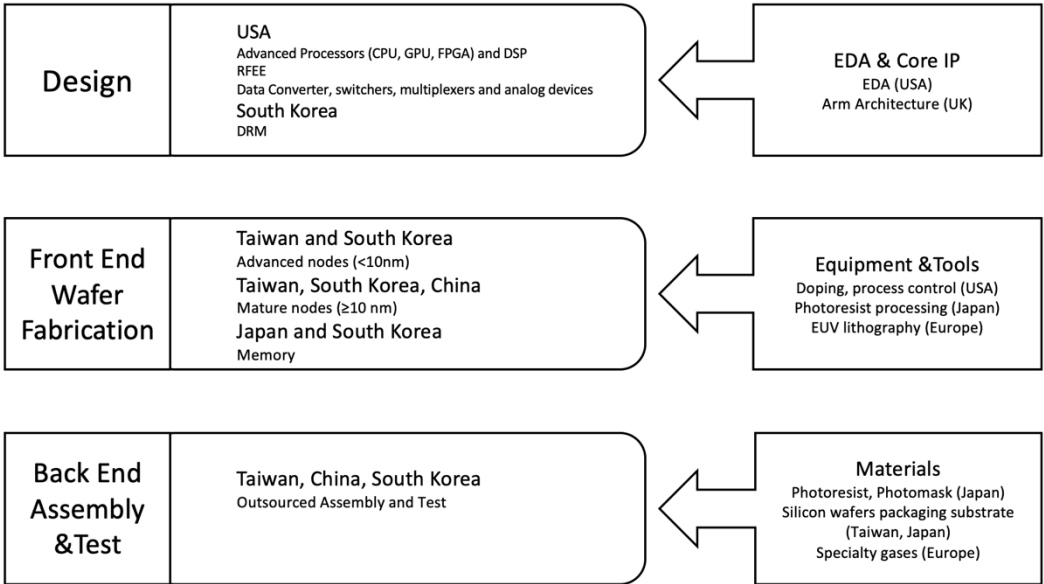 Design
USA
Advanced Processors (CPU, GPU, FPGA) and DSP
RFEE
Data Converter, switchers, multiplexers and analog devices
South Korea
DRM
EDA & Core IP
EDA (USA)
Arm Architecture (UK)
Front End
Wafer
Fabrication
Taiwan and South Korea
Advanced nodes (<10nm)
Taiwan, South Korea, China
Mature nodes (≥10 nm)
Japan and South Korea
Memory
Equipment &Tools
Doping, process control (USA)
Photoresist processing (Japan)
EUV lithography (Europe)
Back End
Assembly
&Test
Taiwan, China, South Korea
Outsourced Assembly and Test
Materials
Photoresist, Photomask (Japan)
Silicon wafers packaging substrate
(Taiwan, Japan)
Specialty gases (Europe)